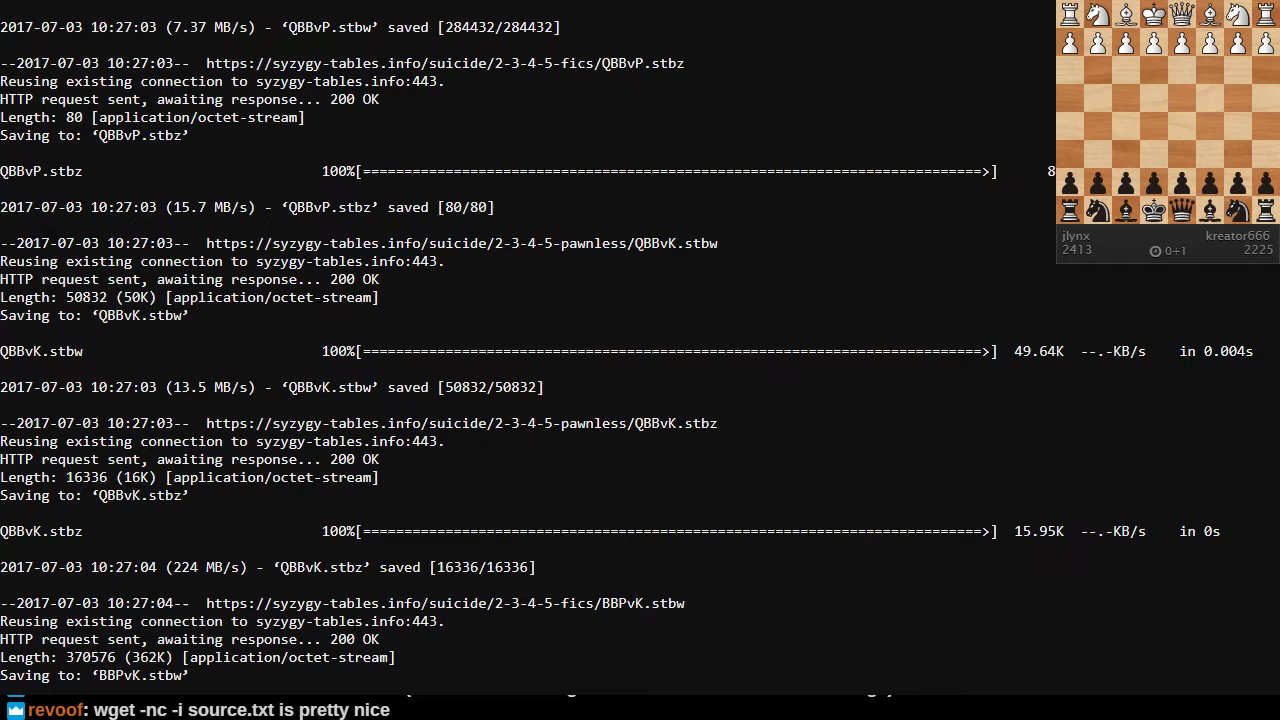 2017-07-03 10:27:03 (7.37 MB/s) - ‘QBBvP.stbw’ saved [284432/284432]
--2017-07-03 10:27:03--  https://syzygy-tables.info/suicide/2-3-4-5-fics/QBBvP.stbz
Reusing existing connection to syzygy-tables.info:443.
HTTP request sent, awaiting response... 200 OK
Length: 80 [application/octet-stream]
Saving to: ‘QBBvP.stbz’
QBBvP.stbz 100%[===========================================================================>] 8
2017-07-03 10:27:03 (15.7 MB/s) - ‘QBBvP.stbz’ saved [80/80]
--2017-07-03 10:27:03--  https://syzygy-tables.info/suicide/2-3-4-5-pawnless/QBBvK.stbw
Reusing existing connection to syzygy-tables.info:443.
jlynx kreator666
2413 0+1 2225
HTTP request sent, awaiting response... 200 OK
Length: 50832 (50K) [application/octet-stream]
Saving to: ‘QBBvK.stbw’
QBBvK.stbw 100%[===========================================================================>] 49.64K --.-KB/s in 0.004s
2017-07-03 10:27:03 (13.5 MB/s) - ‘QBBvK.stbw’ saved [50832/50832]
--2017-07-03 10:27:03--  https://syzygy-tables.info/suicide/2-3-4-5-pawnless/QBBvK.stbz
Reusing existing connection to syzygy-tables.info:443.
HTTP request sent, awaiting response... 200 OK
Length: 16336 (16K) [application/octet-stream]
Saving to: ‘QBBvK.stbz’
QBBvK.stbz 100%[===========================================================================>] 15.95K --.-KB/s in 0s
2017-07-03 10:27:04 (224 MB/s) - ‘QBBvK.stbz’ saved [16336/16336]
--2017-07-03 10:27:04--  https://syzygy-tables.info/suicide/2-3-4-5-fics/BBPvK.stbw
Reusing existing connection to syzygy-tables.info:443.
HTTP request sent, awaiting response... 200 OK
Length: 370576 (362K) [application/octet-stream]
Saving to: ‘BBPvK.stbw’
revoof: wget -nc -i source.txt is pretty nice